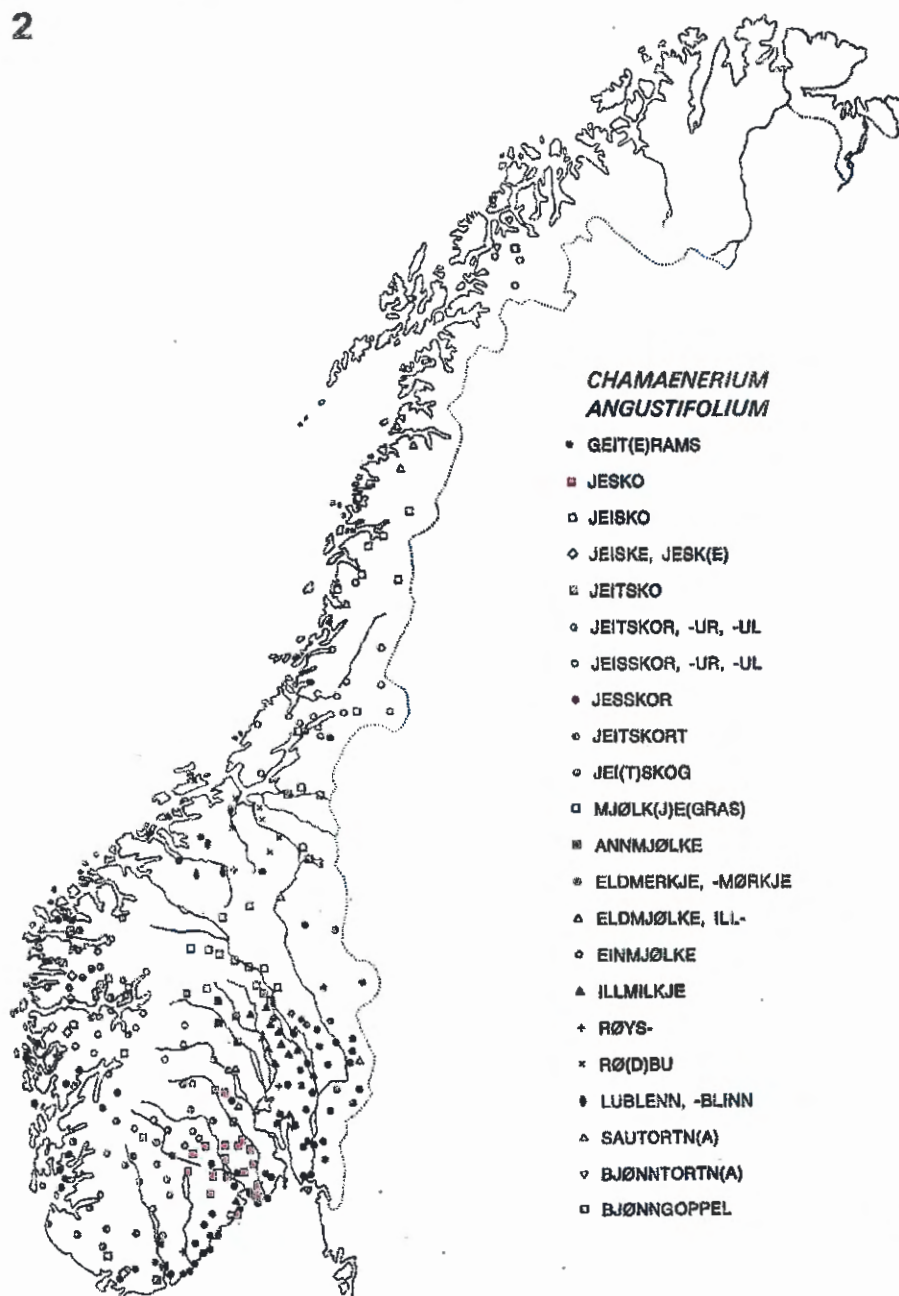 2
CHAMAENERIUM
ANGUSTIFOLIUM
GEIT(E)RAMS
JESKO
JEISKO
JEISKE, JESK(E)
JEITSKO
JEITSKOR, -UR, -UL
JEISSKOR, -UR, -UL
JESSKOR
JEITSKORT
JEI(T)SKOG
MJØLK(J)E(GRAS)
ANNMJØLKE
ELDMERKJE, -MØRKJE
ELDMJØLKE, ILL-
EINMJØLKE
ILLMILKJE
RØYS-
RØ(D)BU
LUBLENN, -BLINN
SAUTORTN(A)
BJØNNTORTN(A)
BJØNNGOPPEL